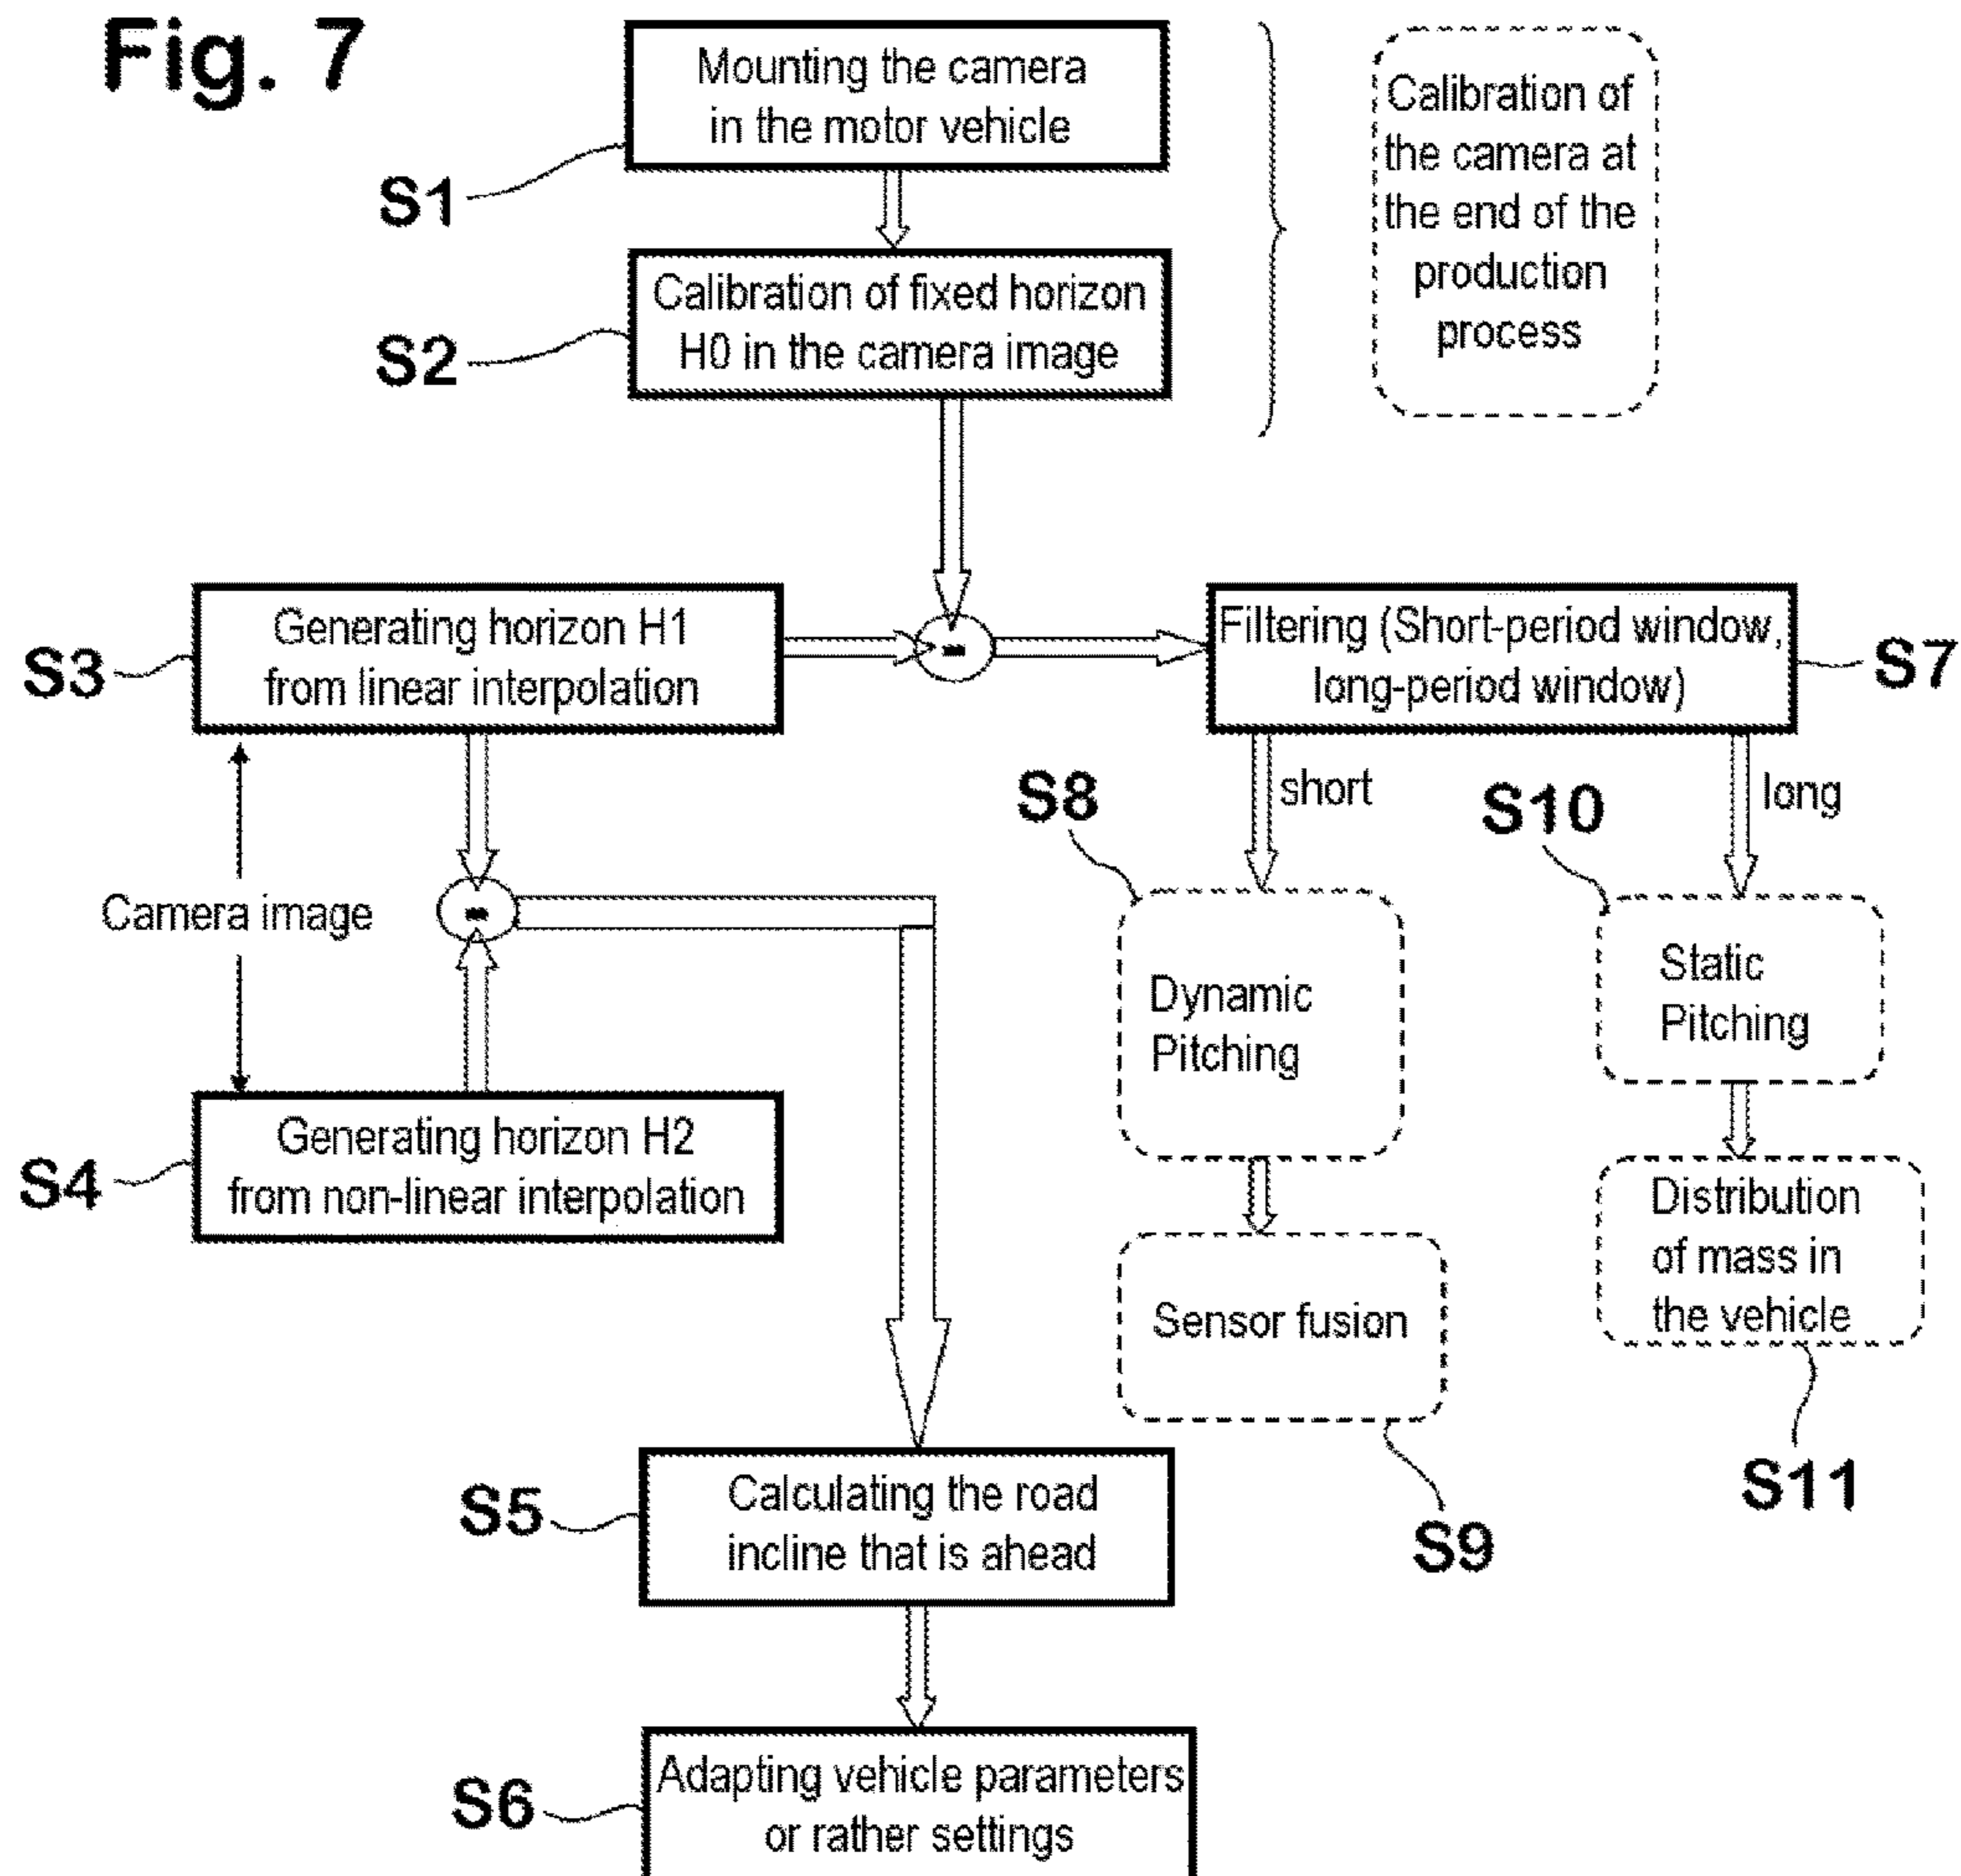 Fig. 7
Mounting the camera
in the motor vehicle
S1
Calibration of fixed horizon
H0 in the camera image
S2
Calibration of
the camera at
the end of the
production
process
Generating horizon H1
from linear interpolation
S3
-
Filtering (Short-period window,
long-period window)
S7
short
long
S8
S10
Camera image
-
Dynamic
Pitching
Static
Pitching
Generating horizon H2
from non-linear interpolation
S4
Sensor fusion
S9
Distribution
of mass in
the vehicle
S11
Calculating the road
incline that is ahead
S5
Adapting vehicle parameters
or rather settings
S6